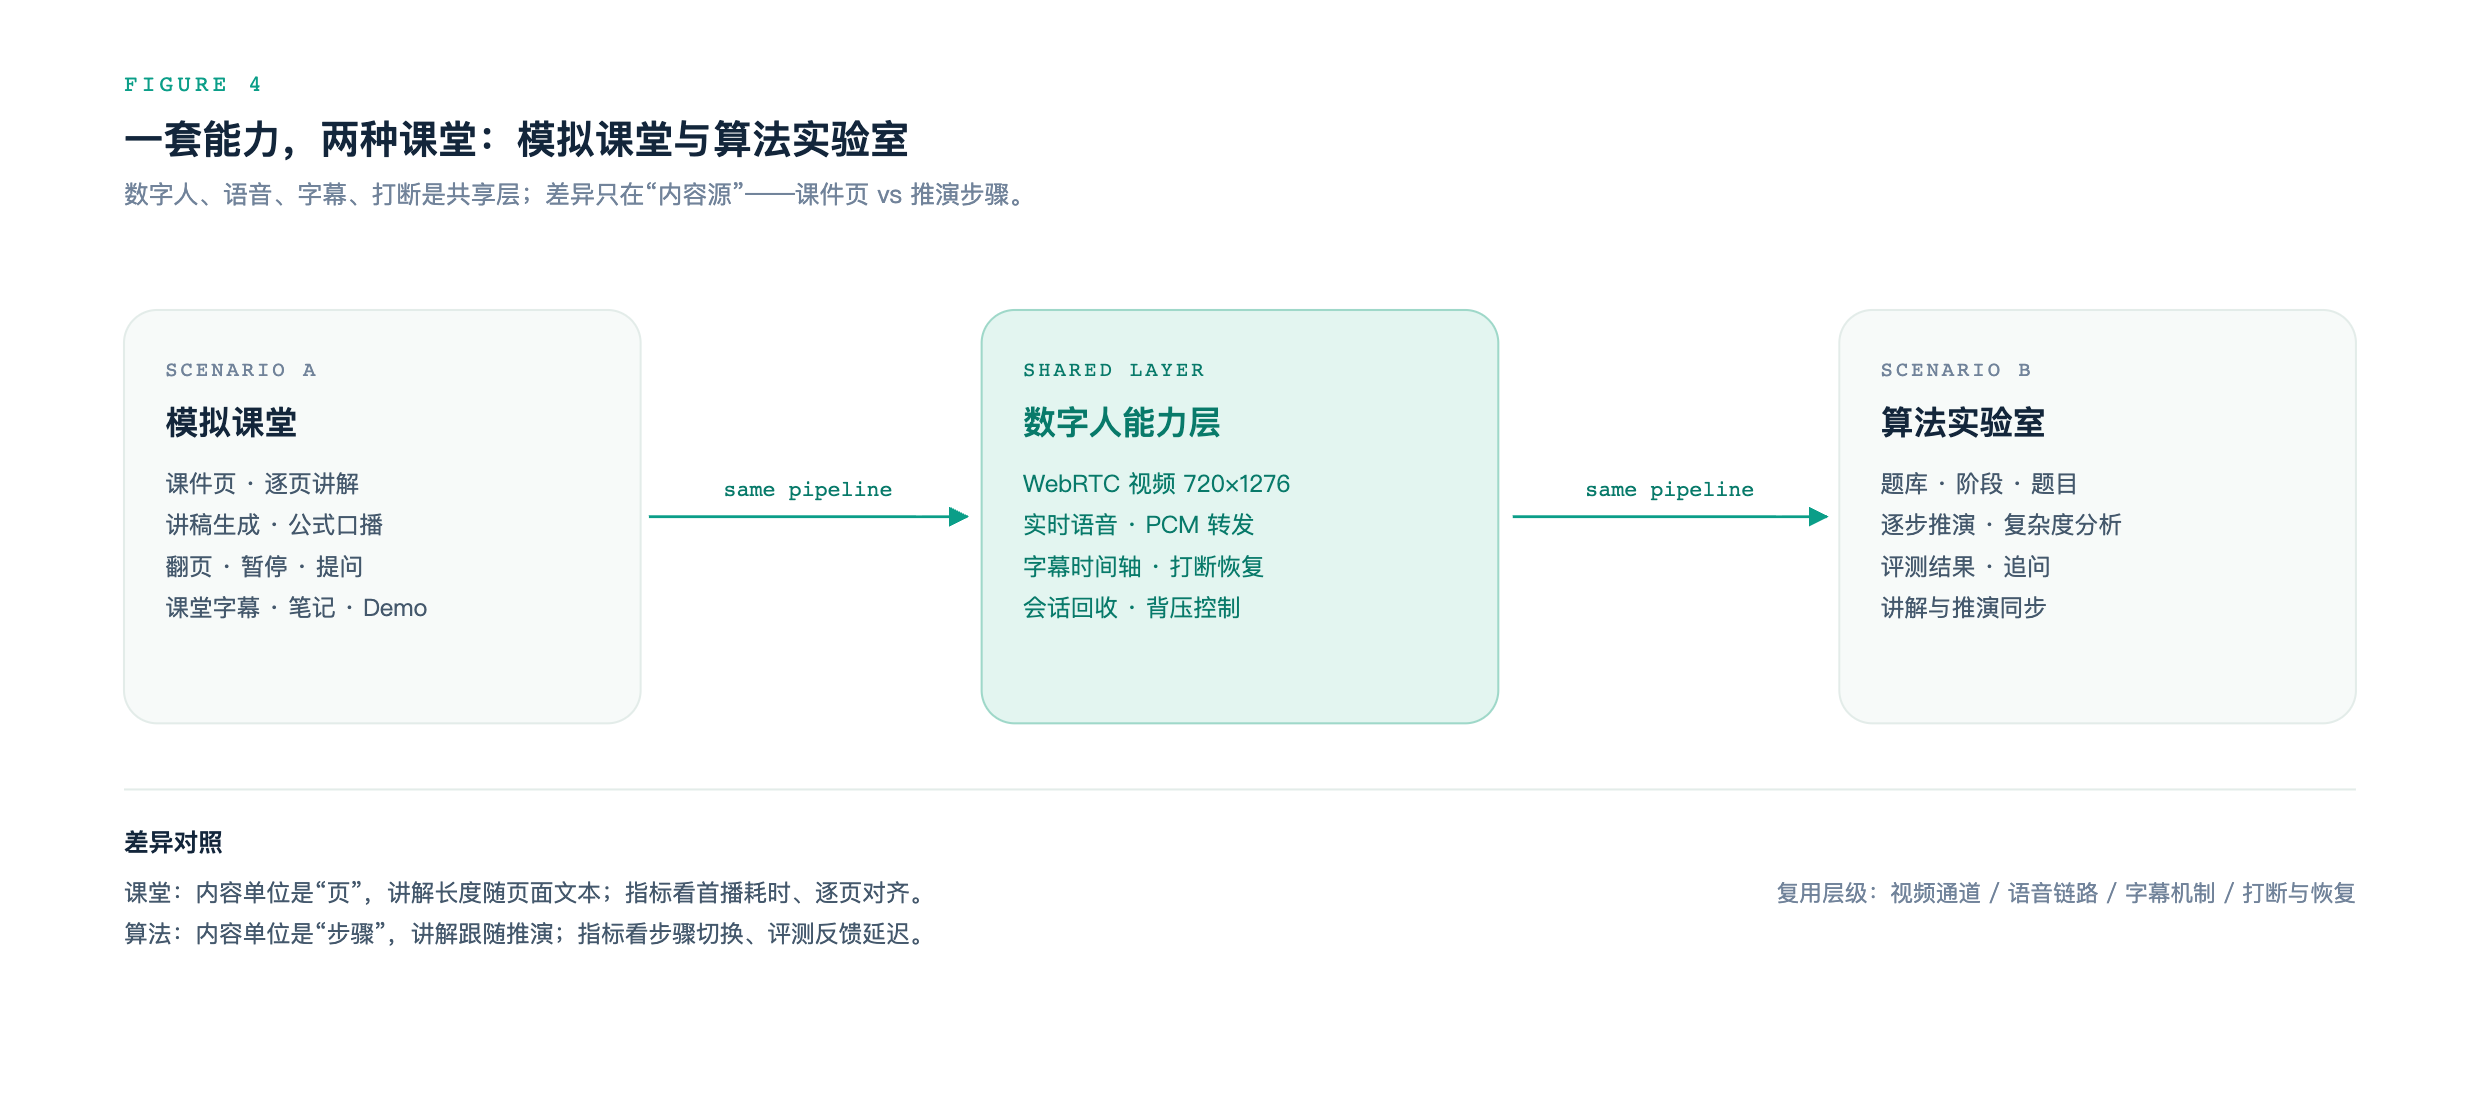 FIGURE 4
一套能力，两种课堂：模拟课堂与算法实验室
数字人、语音、字幕、打断是共享层；差异只在“内容源”——课件页 vs 推演步骤。
SCENARIO A
模拟课堂
课件页 · 逐页讲解
讲稿生成 · 公式口播
翻页 · 暂停 · 提问
课堂字幕 · 笔记 · Demo
same pipeline
SHARED LAYER
数字人能力层
WebRTC 视频 720×1276
实时语音 · PCM 转发
字幕时间轴 · 打断恢复
会话回收 · 背压控制
same pipeline
SCENARIO B
算法实验室
题库 · 阶段 · 题目
逐步推演 · 复杂度分析
评测结果 · 追问
讲解与推演同步
差异对照
课堂：内容单位是“页”，讲解长度随页面文本；指标看首播耗时、逐页对齐。
算法：内容单位是“步骤”，讲解跟随推演；指标看步骤切换、评测反馈延迟。
复用层级：视频通道 / 语音链路 / 字幕机制 / 打断与恢复